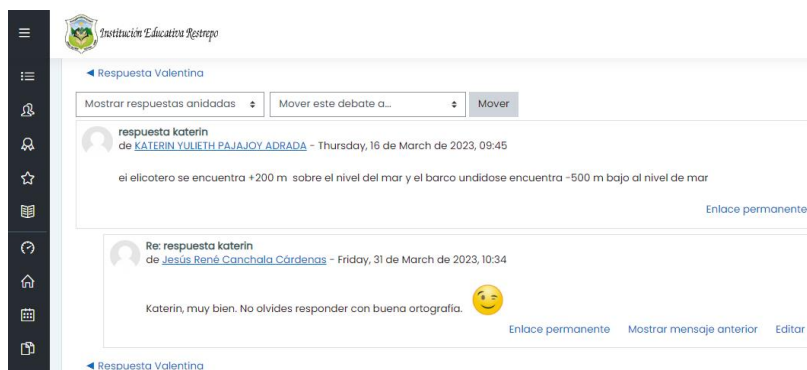 Institución Educativa Restrepo
◄ Respuesta Valentina
Mostrar respuestas anidadas
Mover este debate a...
Mover
respuesta katerin
de KATERIN YULIETH PAJAJOY ADRADA - Thursday, 16 de March de 2023, 09:45
ei elicotero se encuentra +200 m sobre el nivel del mar y el barco undidose encuentra -500 m bajo al nivel de mar
Enlace permanente
Re: respuesta katerin
de Jesús René Canchala Cárdenas - Friday, 31 de March de 2023, 10:34
Katerin, muy bien. No olvides responder con buena ortografía.
Enlace permanente Mostrar mensaje anterior Editar
◄ Respuesta Valentina